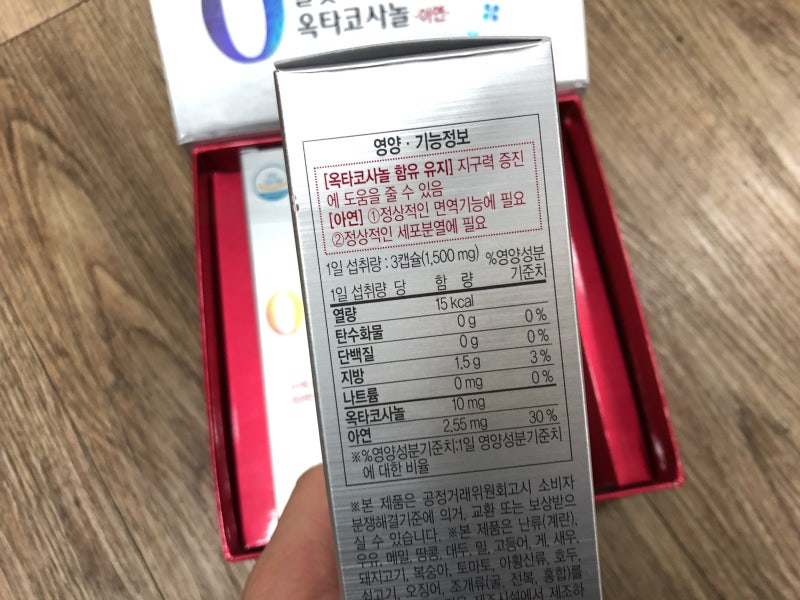 옥타코사놀 ·아연·
영양 · 기능정보
[옥타코사놀 함유 유지] 지구력 증진
에 도움을 줄 수 있음
[아연] ①정상적인 면역기능에 필요
②정상적인 세포분열에 필요
1일 섭취량 : 3캡슐(1,500 mg) %영양성분
기준치
1일 섭취량 당 함 량
열량 15 kcal
탄수화물 0 g 0 %
단백질 0 g 0 %
지방 1.5 g 3 %
나트륨 0 mg 0 %
옥타코사놀 10 mg
아연 2.55 mg 30 %
※%영양성분기준치:1일 영양성분기준치
에 대한 비율
※본 제품은 공정거래위원회고시 소비자
분쟁해결기준에 의거, 교환 또는 보상받으
실 수 있습니다. ※본 제품은 난류(계란),
우유, 메밀, 땅콩, 대두, 밀, 고등어, 게, 새우,
돼지고기, 복숭아, 토마토, 아황산류, 호두,
쇠고기, 오징어, 조개류(굴, 전복, 홍합)를
제조시설에서 제조하